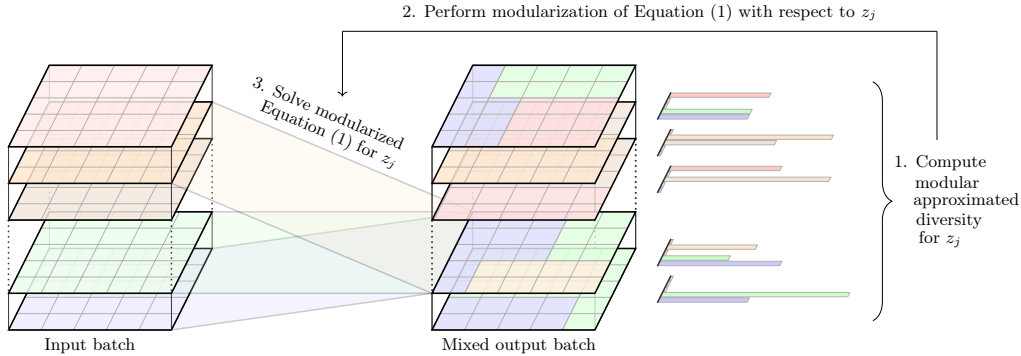 2. Perform modularization of Equation (1) with respect to z_j
3. Solve modularized
Equation (1) for z_j
1. Compute
modular
approximated
diversity
for z_j
Input batch
Mixed output batch